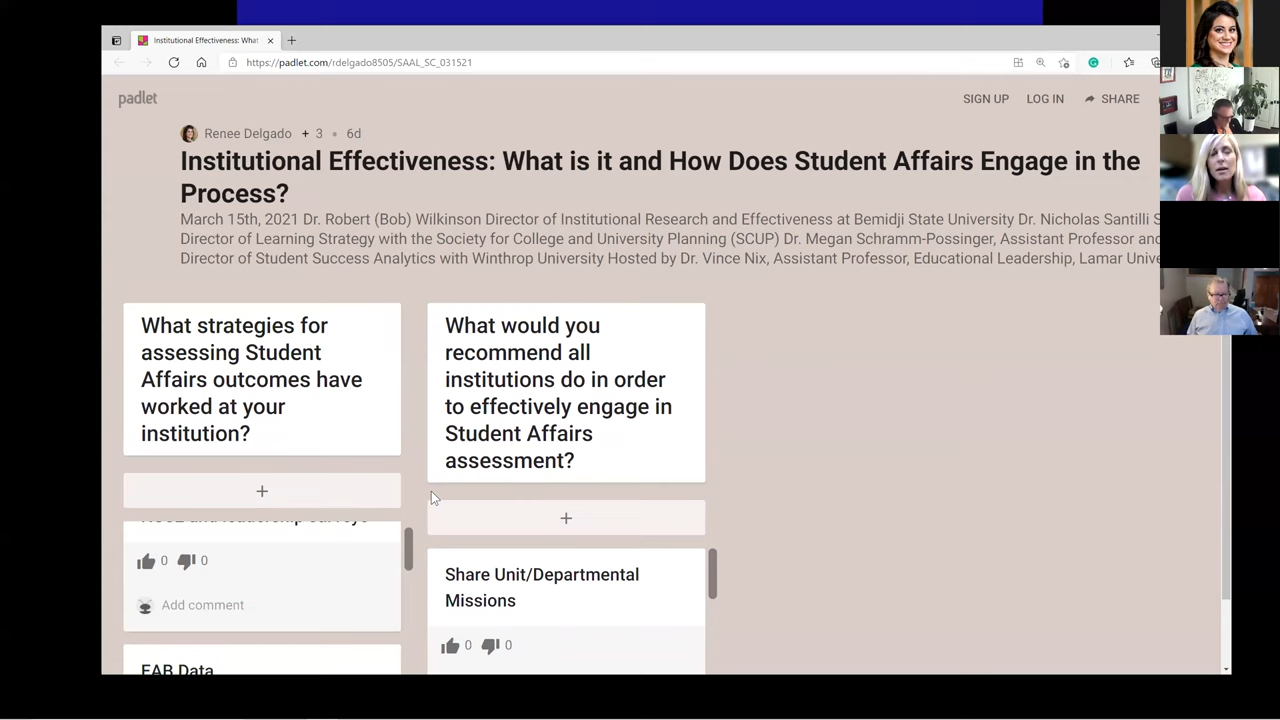 Institutional Effectiveness: Wha
https://padlet.com/rdelgado8505/SAAL_SC_031521
padlet
SIGN UP LOG IN SHARE
Renee Delgado + 3 • 6d
Institutional Effectiveness: What is it and How Does Student Affairs Engage in the
Process?
March 15th, 2021 Dr. Robert (Bob) Wilkinson Director of Institutional Research and Effectiveness at Bemidji State University Dr. Nicholas Santilli S
Director of Learning Strategy with the Society for College and University Planning (SCUP) Dr. Megan Schramm-Possinger, Assistant Professor and
Director of Student Success Analytics with Winthrop University Hosted by Dr. Vince Nix, Assistant Professor, Educational Leadership, Lamar Unive
What strategies for
assessing Student
Affairs outcomes have
worked at your
institution?
+
and leadership surveys
0 0
Add comment
EAB Data
What would you
recommend all
institutions do in order
to effectively engage in
Student Affairs
assessment?
+
Share Unit/Departmental
Missions
0 0